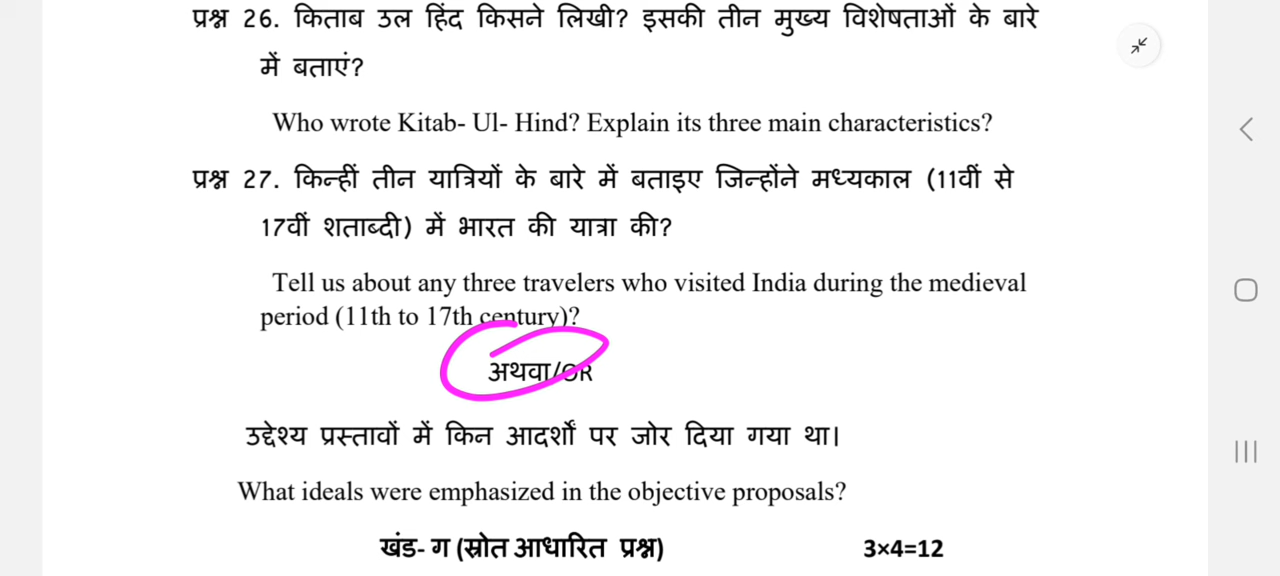 प्रश्न 26. किताब उल हिंद किसने लिखी? इसकी तीन मुख्य विशेषताओं के बारे
में बताएं?
Who wrote Kitab- Ul- Hind? Explain its three main characteristics?
प्रश्न 27. किन्हीं तीन यात्रियों के बारे में बताइए जिन्होंने मध्यकाल (11वीं से
17वीं शताब्दी) में भारत की यात्रा की?
Tell us about any three travelers who visited India during the medieval
period (11th to 17th century)?
अथवा/OR
उद्देश्य प्रस्तावों में किन आदर्शों पर जोर दिया गया था।
What ideals were emphasized in the objective proposals?
खंड- ग (स्रोत आधारित प्रश्न) 3×4=12